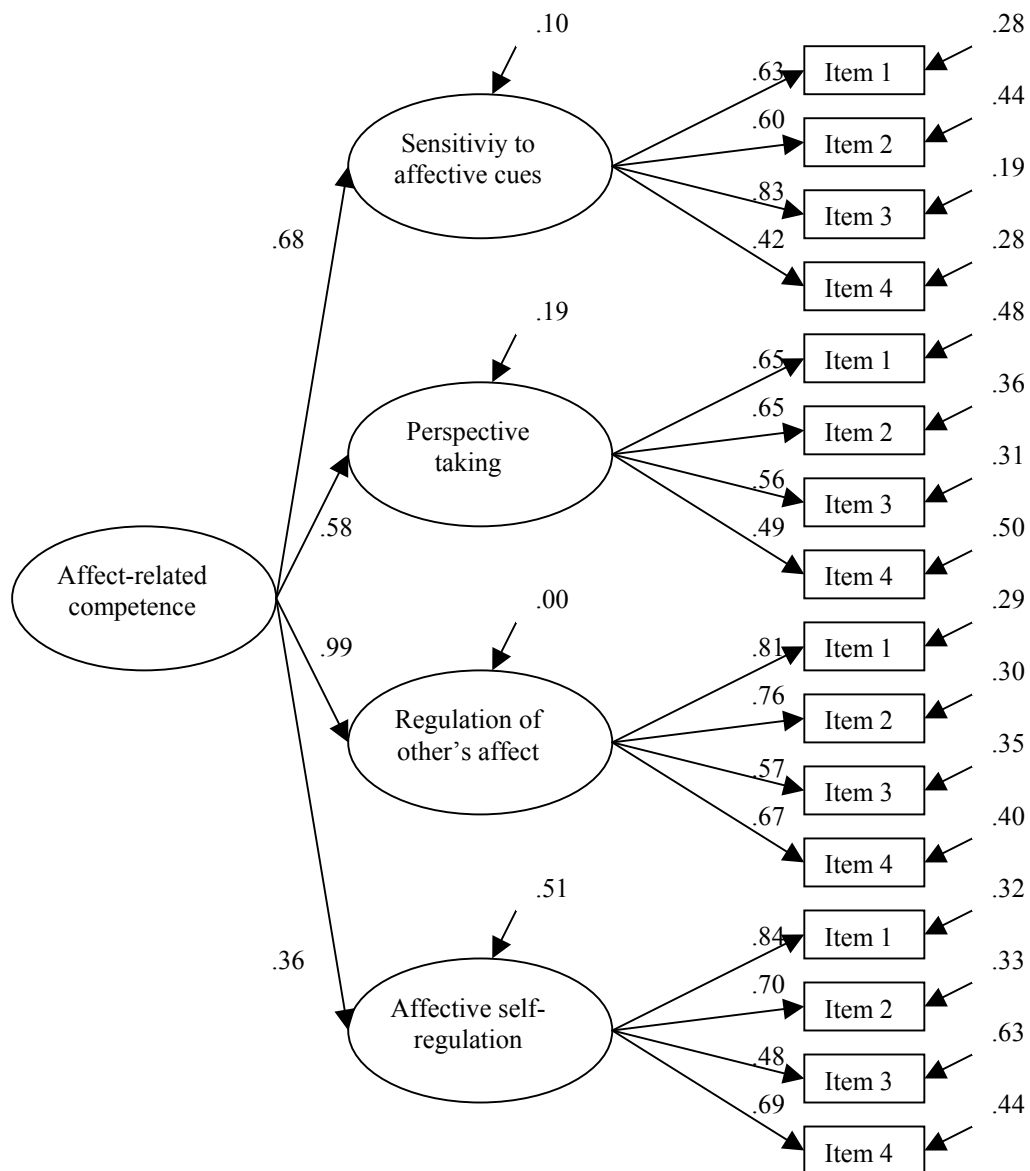 .10
.28
.63
Item 1
.44
.60
Item 2
Sensitiviy to
affective cues
.19
.83
Item 3
.68
.42
.28
Item 4
.19
.48
.65
Item 1
.36
.65
Item 2
Perspective
taking
.31
.56
Item 3
.58
.49
.50
Item 4
Affect-related
competence
.00
.29
.99
.81
Item 1
.30
.76
Item 2
Regulation of
other’s affect
.35
.57
Item 3
.67
.40
Item 4
.51
.32
.84
Item 1
.36
.33
.70
Item 2
Affective self-
regulation
.63
.48
Item 3
.69
.44
Item 4